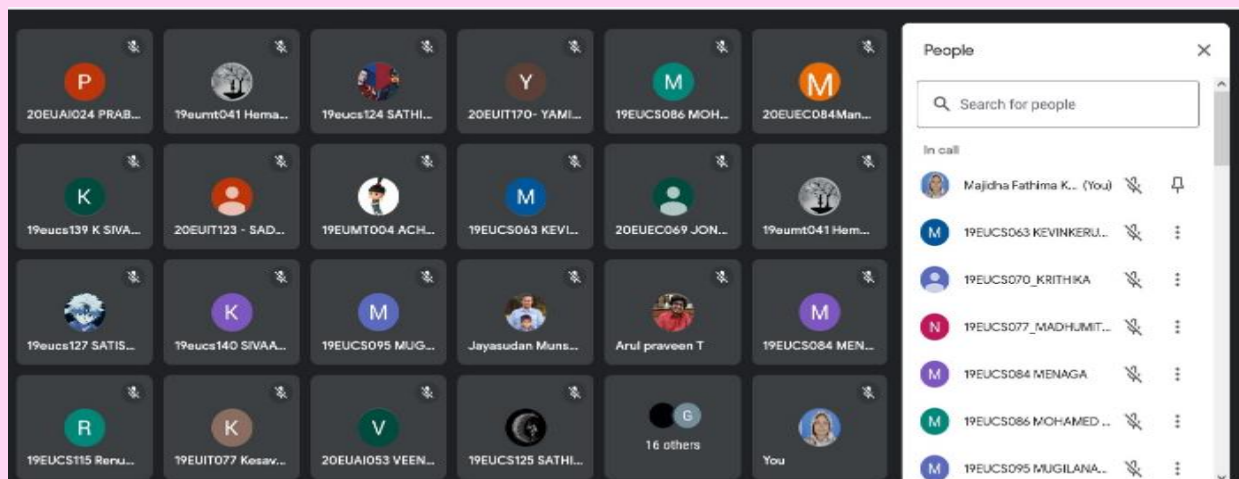 P
20EUAI024 PRAB...
19eumt041 Hema...
19eucs124 SATHI...
Y
20EUIT170- YAMI...
M
19EUCS086 MOH...
M
20EUEC084Man...
K
19eucs139 K SIVA...
20EUIT123 - SAD...
19EUMT004 ACH...
M
19EUCS063 KEVI...
20EUEC069 JON...
19eumt041 Hem...
19eucs127 SATIS...
K
19eucs140 SIVAA...
M
19EUCS095 MUG...
Jayasudan Muns...
Arul praveen T
M
19EUCS084 MEN...
R
19EUCS115 Renu...
K
19EUIT077 Kesav...
V
20EUAI053 VEEN...
19EUCS125 SATHI...
G
16 others
You
People
Search for people
In call
Majidha Fathima K... (You)
M
19EUCS063 KEVINKERU...
19EUCS070_KRITHIKA
N
19EUCS077_MADHUMIT...
M
19EUCS084 MENAGA
M
19EUCS086 MOHAMED ...
M
19EUCS095 MUGILANA...